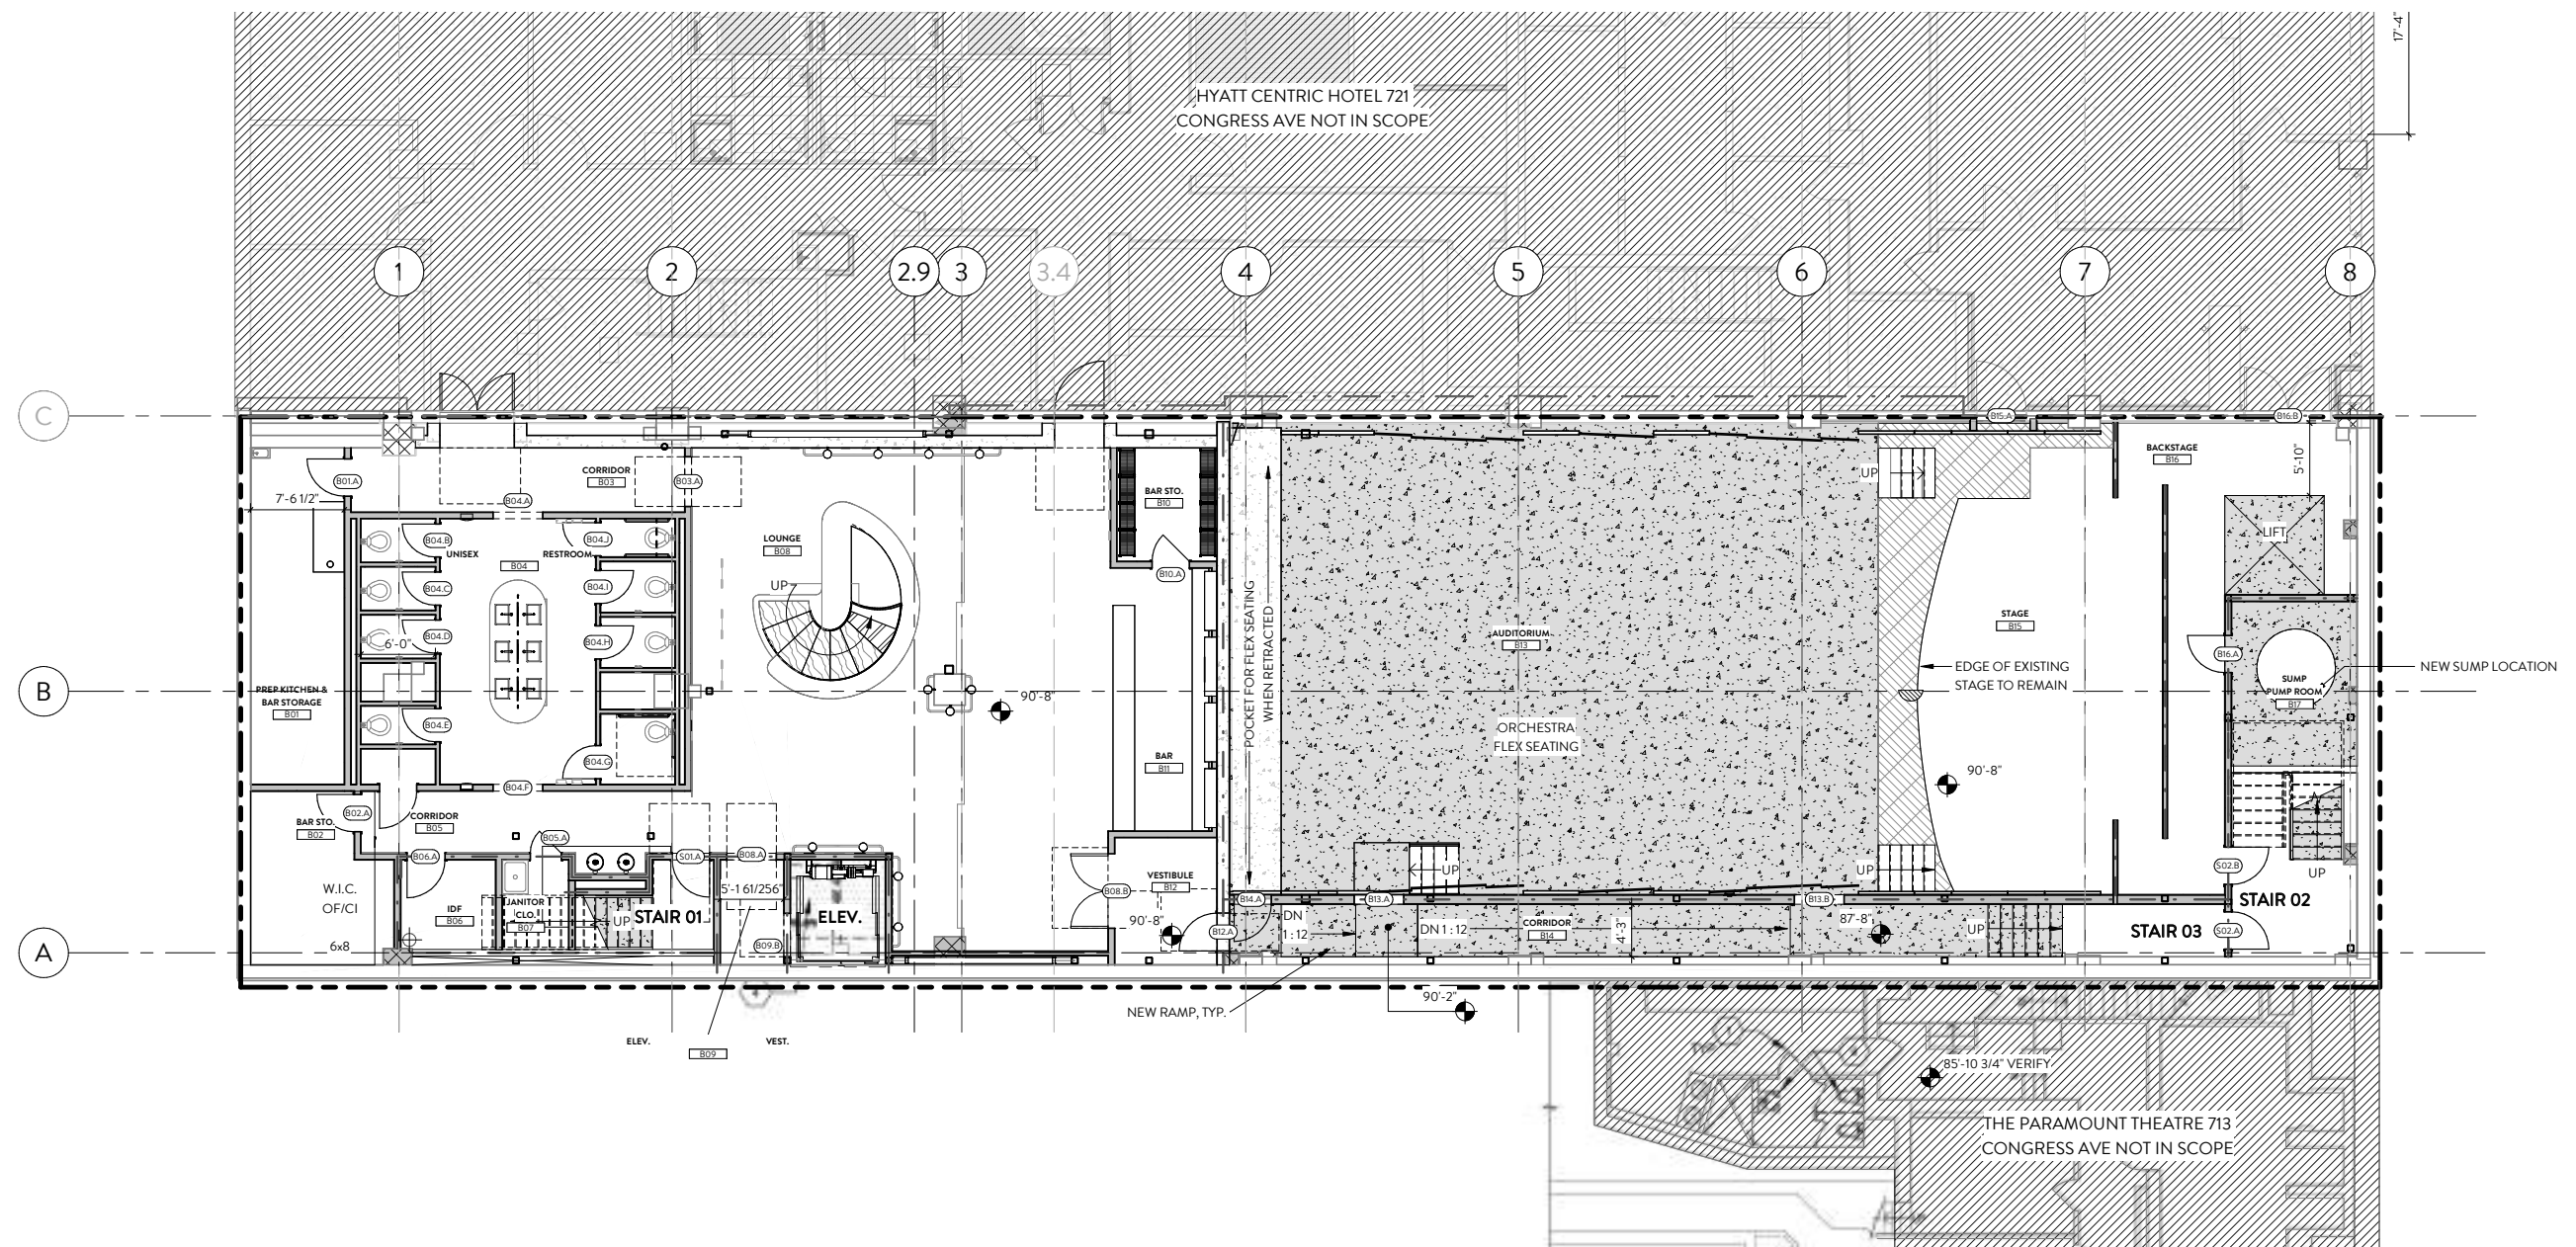 17'-4"
HYATT CENTRIC HOTEL 721
CONGRESS AVE NOT IN SCOPE
1
2
2.9
3
3.4
4
5
6
7
8
C
B15.A
B16.B
BACKSTAGE
B16
5'-10"
CORRIDOR
B03
B03.A
B01.A
7'-6 1/2"
B04.A
UP
BAR STO.
B10
B04.B
UNISEX
RESTROOM
B04.J
B04
LOUNGE
B08
LIFT
B10.A
B04.C
B04.I
UP
POCKET FOR FLEX SEATING
WHEN RETRACTED
STAGE
B15
B04.D
6'-0"
B04.H
AUDITORIUM
B13
B16.A
EDGE OF EXISTING
STAGE TO REMAIN
NEW SUMP LOCATION
SUMP
PUMP ROOM
B17
B
PREP KITCHEN &
BAR STORAGE
B01
90'-8"
B04.E
ORCHESTRA
FLEX SEATING
BAR
B11
B04.G
90'-8"
B04.F
B02.A
BAR STO.
B02
CORRIDOR
B05
B05.A
B06.A
S01.A
B08.A
UP
UP
S02.B
UP
VESTIBULE
B12
W.I.C.
OF/CI
5'-1 61/256"
B08.B
B14.A
B13.A
B13.B
STAIR 02
JANITOR
CLO.
B07
IDF
B06
UP
STAIR 01
ELEV.
90'-8"
B12.A
DN
1 : 12
DN 1 : 12
CORRIDOR
B14
4'-3"
87'-8"
UP
STAIR 03
S02.A
6x8
B09.B
A
NEW RAMP, TYP.
90'-2"
ELEV.
VEST.
B09
85'-10 3/4" VERIFY
THE PARAMOUNT THEATRE 713
CONGRESS AVE NOT IN SCOPE